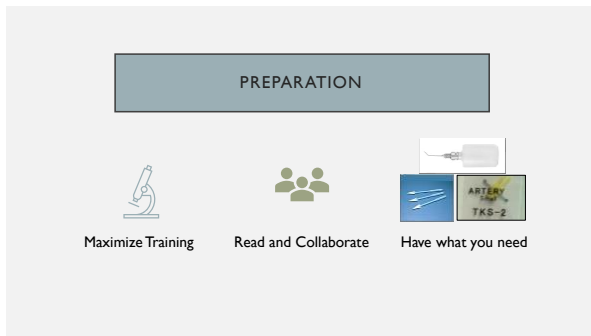 PREPARATION
ARTERY
TKS-2
Maximize Training
Read and Collaborate
Have what you need